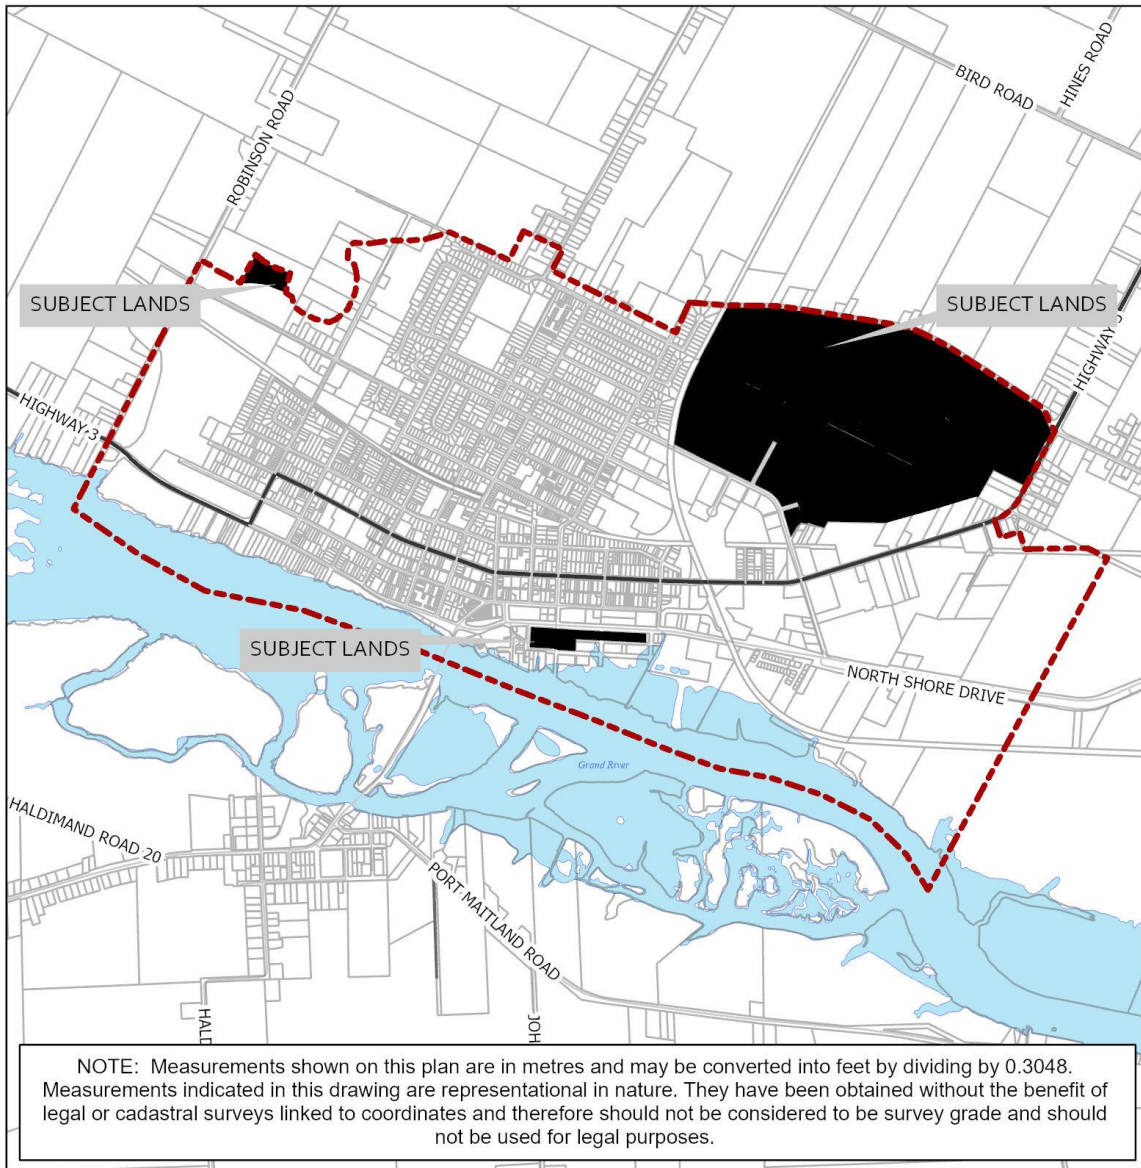 HINES ROAD
BIRD ROAD
ROBINSON ROAD
SUBJECT LANDS
SUBJECT LANDS
HIGHWAY 3
HIGHWAY 3
SUBJECT LANDS
NORTH SHORE DRIVE
Grand River
HALDIMAND ROAD 20
PORT MAITLAND ROAD
NOTE: Measurements shown on this plan are in metres and may be converted into feet by dividing by 0.3048.
Measurements indicated in this drawing are representational in nature. They have been obtained without the benefit of
legal or cadastral surveys linked to coordinates and therefore should not be considered to be survey grade and should
not be used for legal purposes.